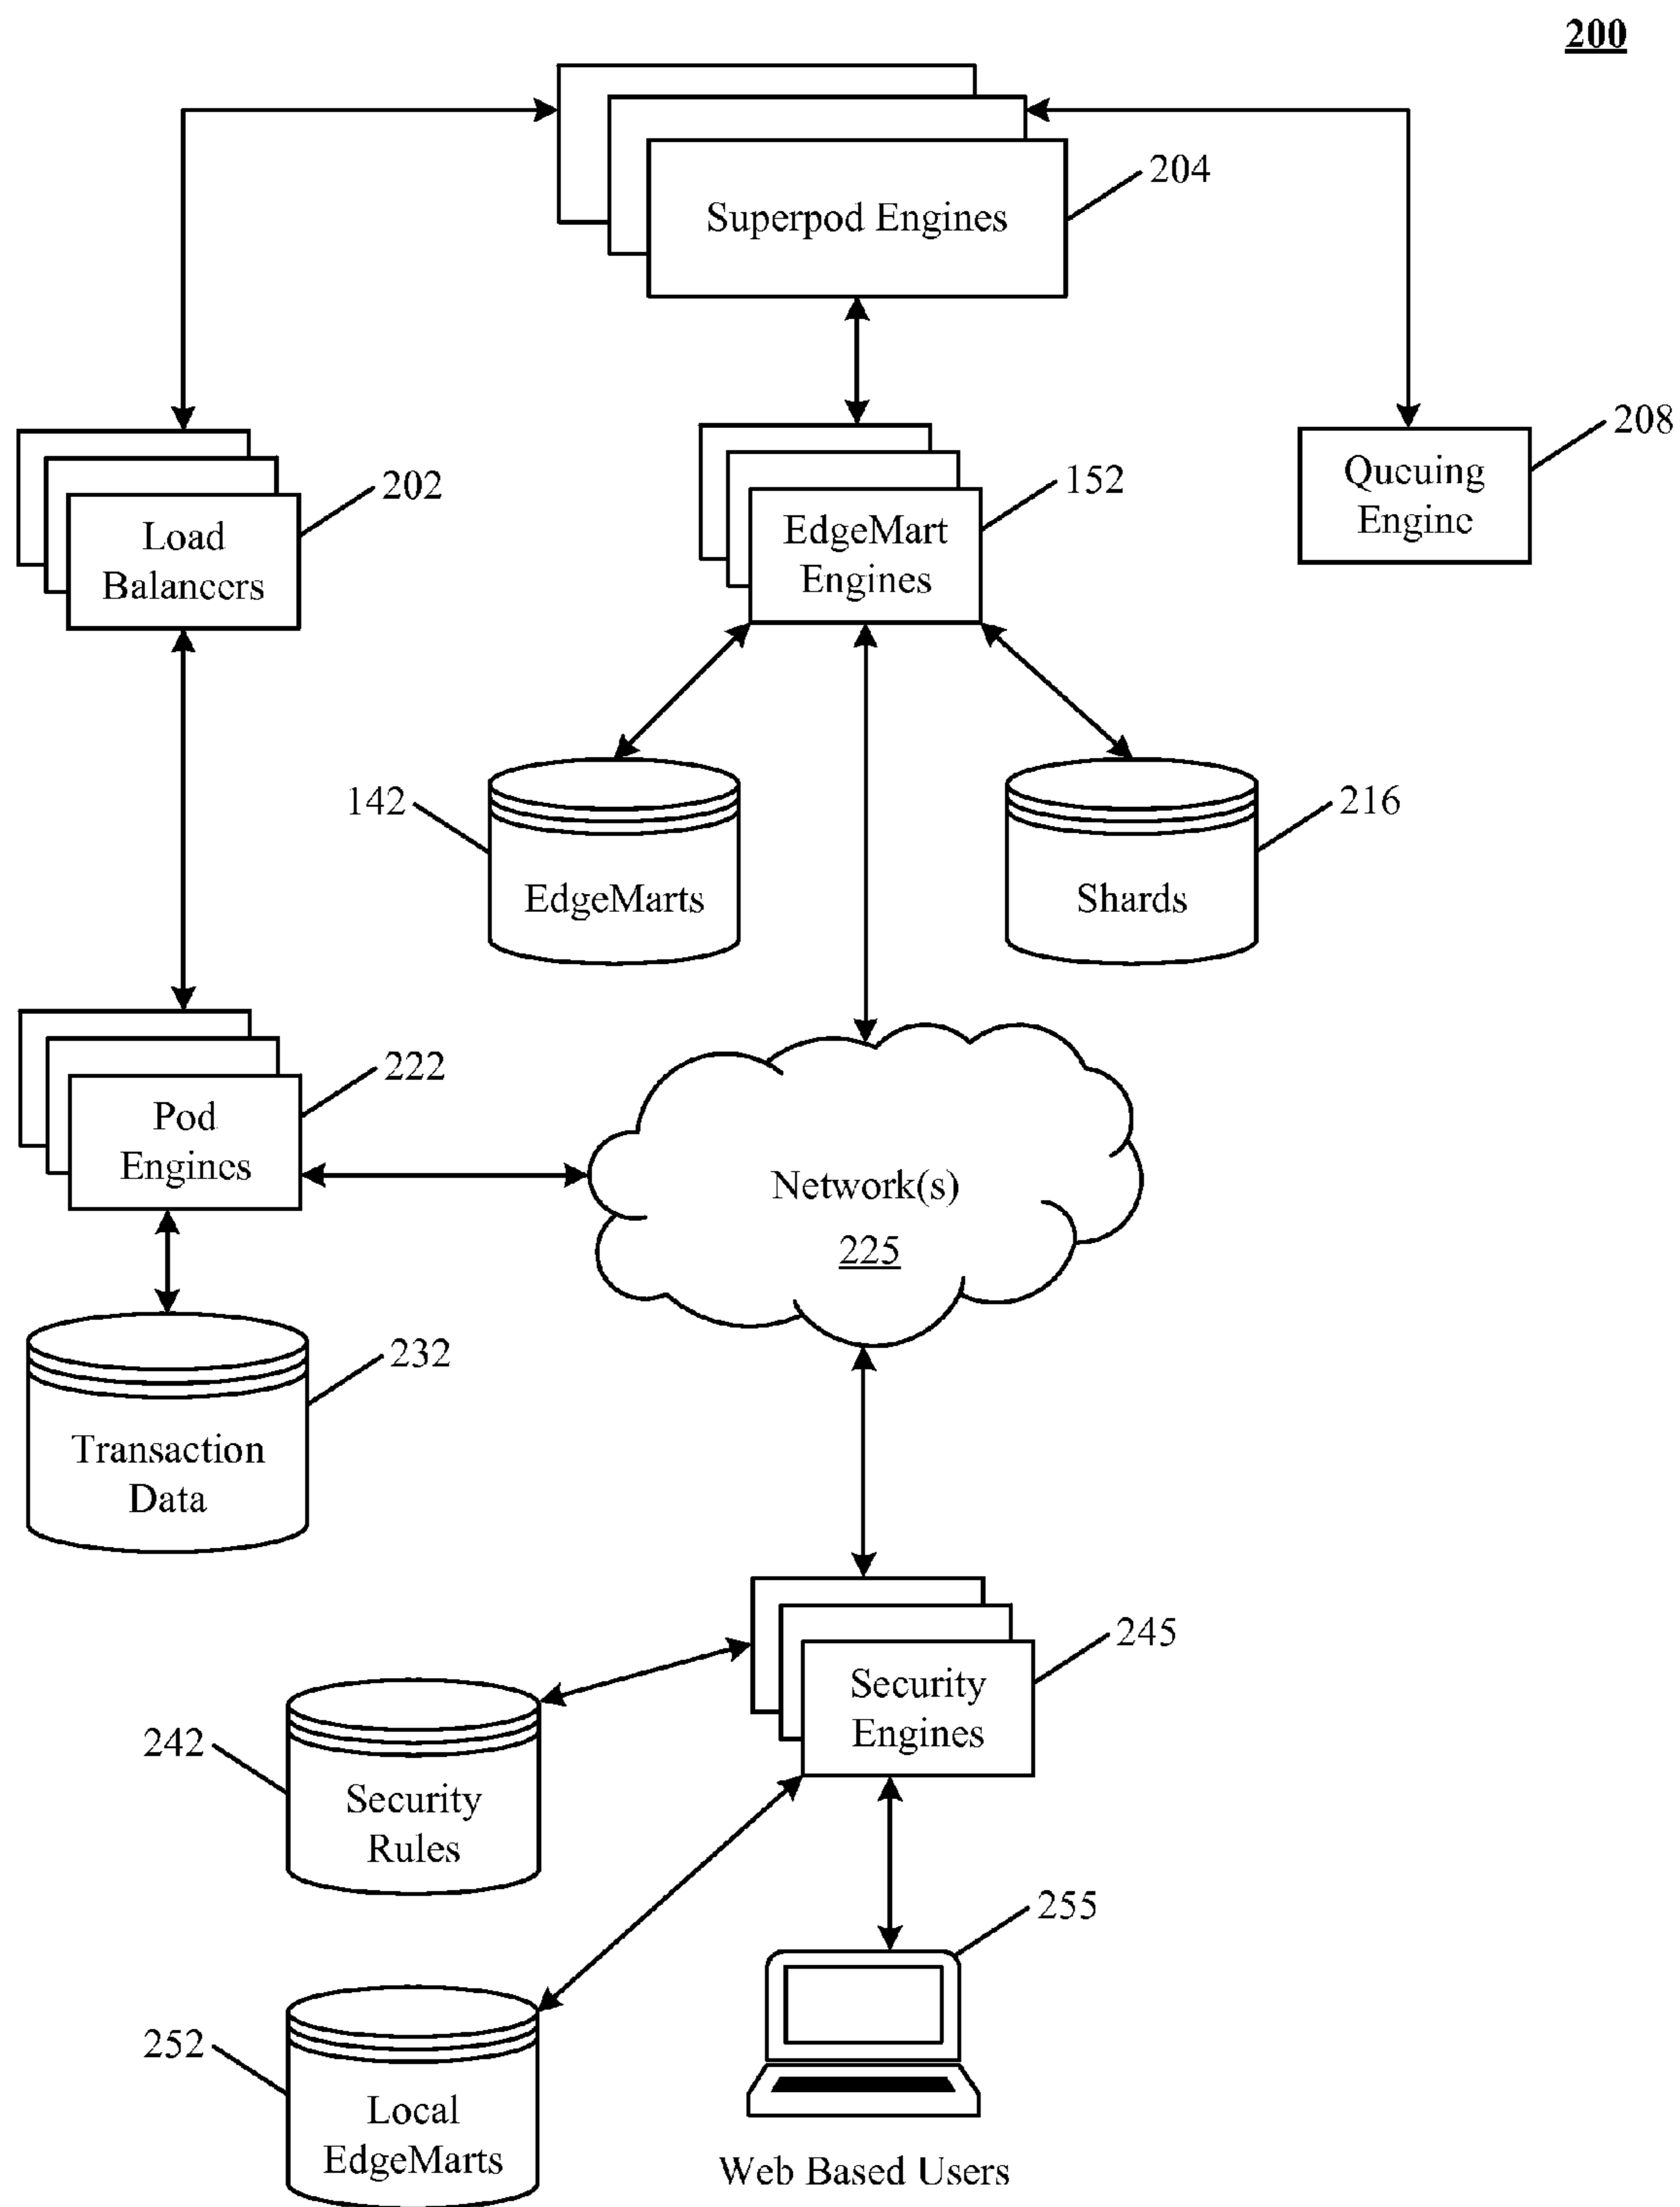 200
204
Superpod Engines
208
Queuing
Engine
202
Load
Balancers
152
EdgeMart
Engines
142
EdgeMarts
216
Shards
222
Pod
Engines
Network(s)
225
232
Transaction
Data
245
Security
Engines
242
Security
Rules
255
252
Local
EdgeMarts
Web Based Users